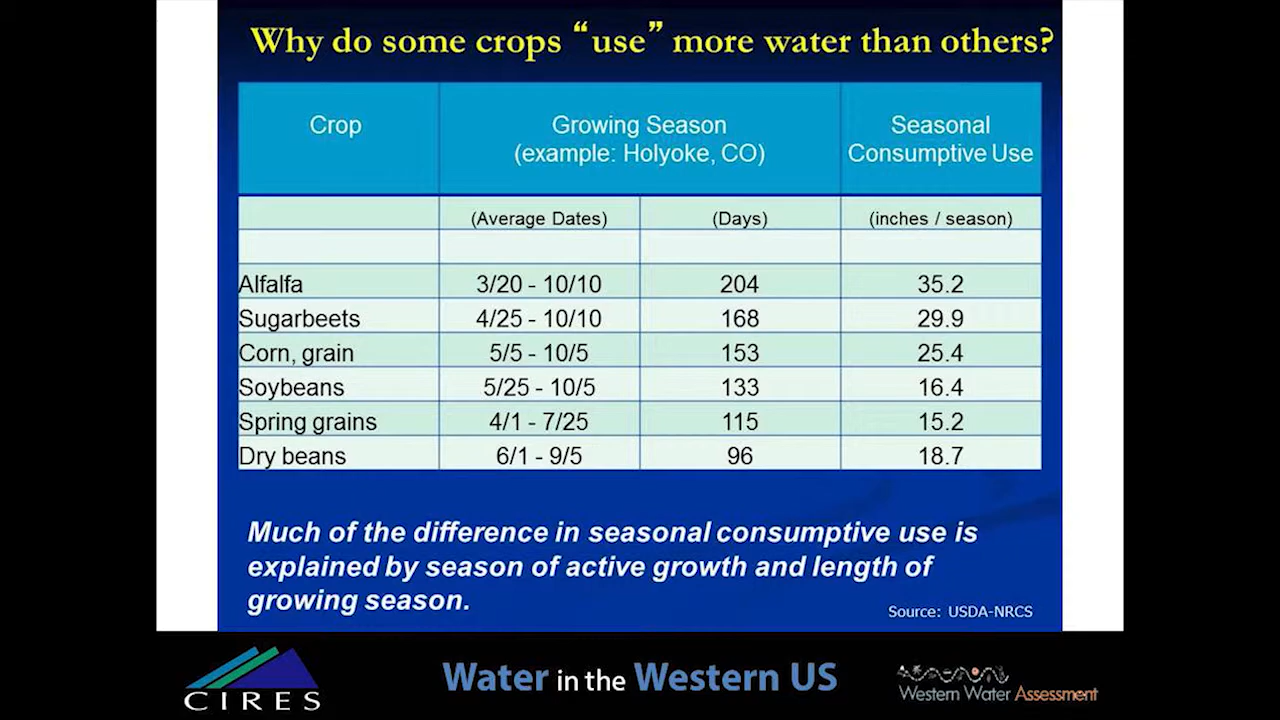 Why do some crops “use” more water than others?
Crop
Growing Season
(example: Holyoke, CO)
Seasonal
Consumptive Use
(Average Dates) (Days) (inches / season)
Alfalfa 3/20 - 10/10 204 35.2
Sugarbeets 4/25 - 10/10 168 29.9
Corn, grain 5/5 - 10/5 153 25.4
Soybeans 5/25 - 10/5 133 16.4
Spring grains 4/1 - 7/25 115 15.2
Dry beans 6/1 - 9/5 96 18.7
Much of the difference in seasonal consumptive use is
explained by season of active growth and length of
growing season.
Source: USDA-NRCS
CIRES
Water in the Western US
Western Water Assessment